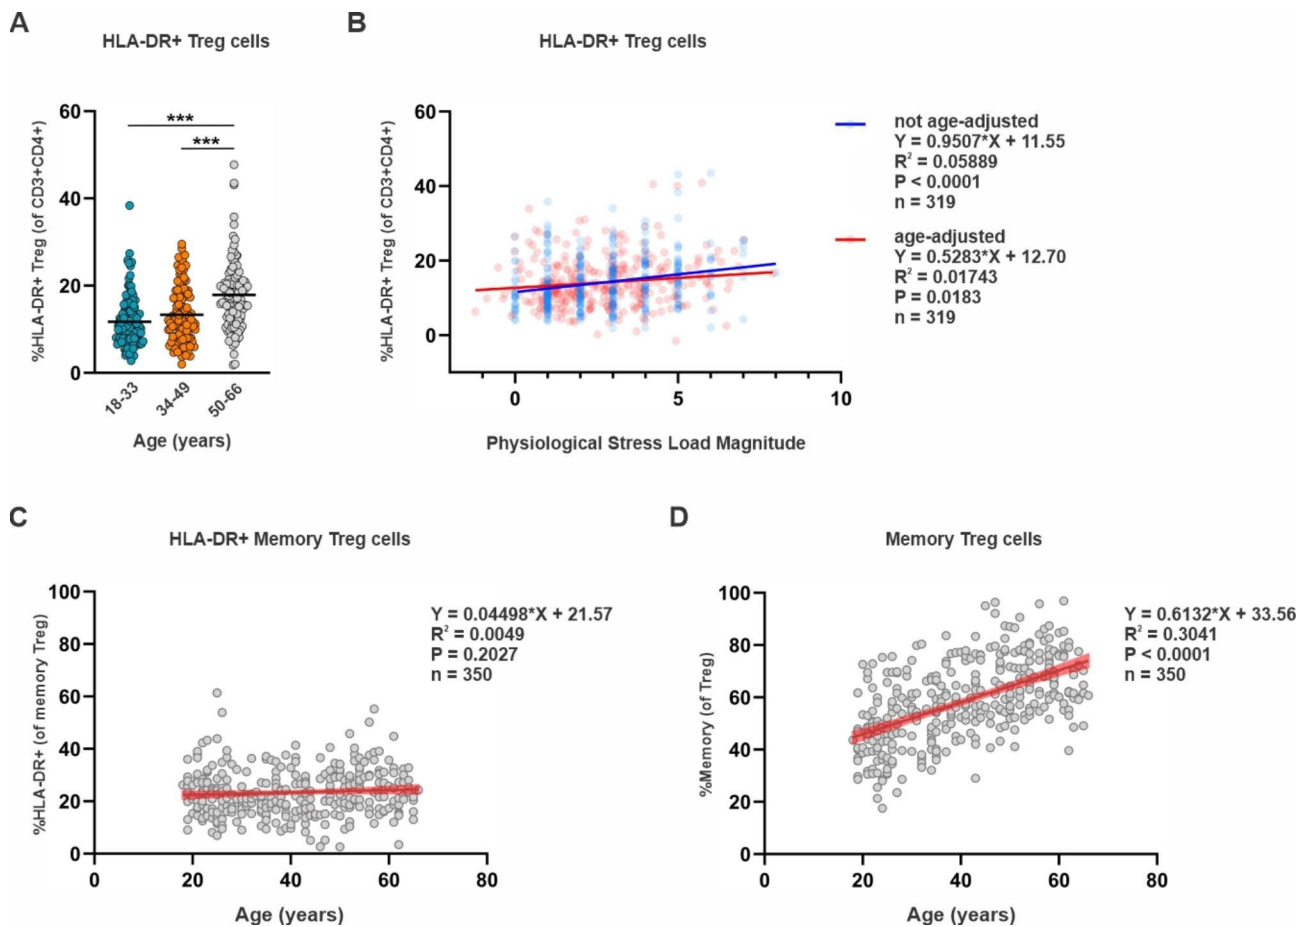 A
HLA-DR+ Treg cells
%HLA-DR+ Treg (of CD3+CD4+)
60
40
20
0
***
***
18-33
34-49
50-66
Age (years)
B
HLA-DR+ Treg cells
%HLA-DR+ Treg (of CD3+CD4+)
60
40
20
0
0
5
10
Physiological Stress Load Magnitude
not age-adjusted
Y = 0.9507*X + 11.55
R² = 0.05889
P < 0.0001
n = 319
age-adjusted
Y = 0.5283*X + 12.70
R² = 0.01743
P = 0.0183
n = 319
C
HLA-DR+ Memory Treg cells
%HLA-DR+ (of memory Treg)
100
80
60
40
20
0
0
20
40
60
80
Age (years)
Y = 0.04498*X + 21.57
R² = 0.0049
P = 0.2027
n = 350
D
Memory Treg cells
%Memory (of Treg)
100
80
60
40
20
0
0
20
40
60
80
Age (years)
Y = 0.6132*X + 33.56
R² = 0.3041
P < 0.0001
n = 350